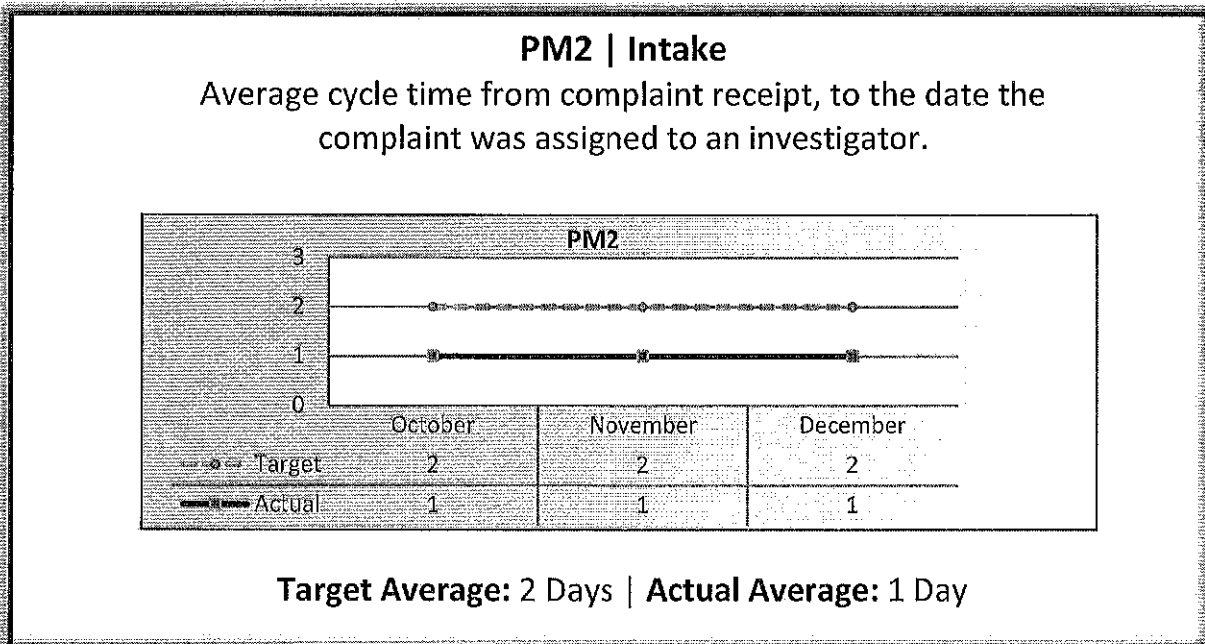 PM2 | Intake
Average cycle time from complaint receipt, to the date the
complaint was assigned to an investigator.
PM2
3
2
1
0
October November December
Target 2 2 2
Actual 1 1 1
Target Average: 2 Days | Actual Average: 1 Day